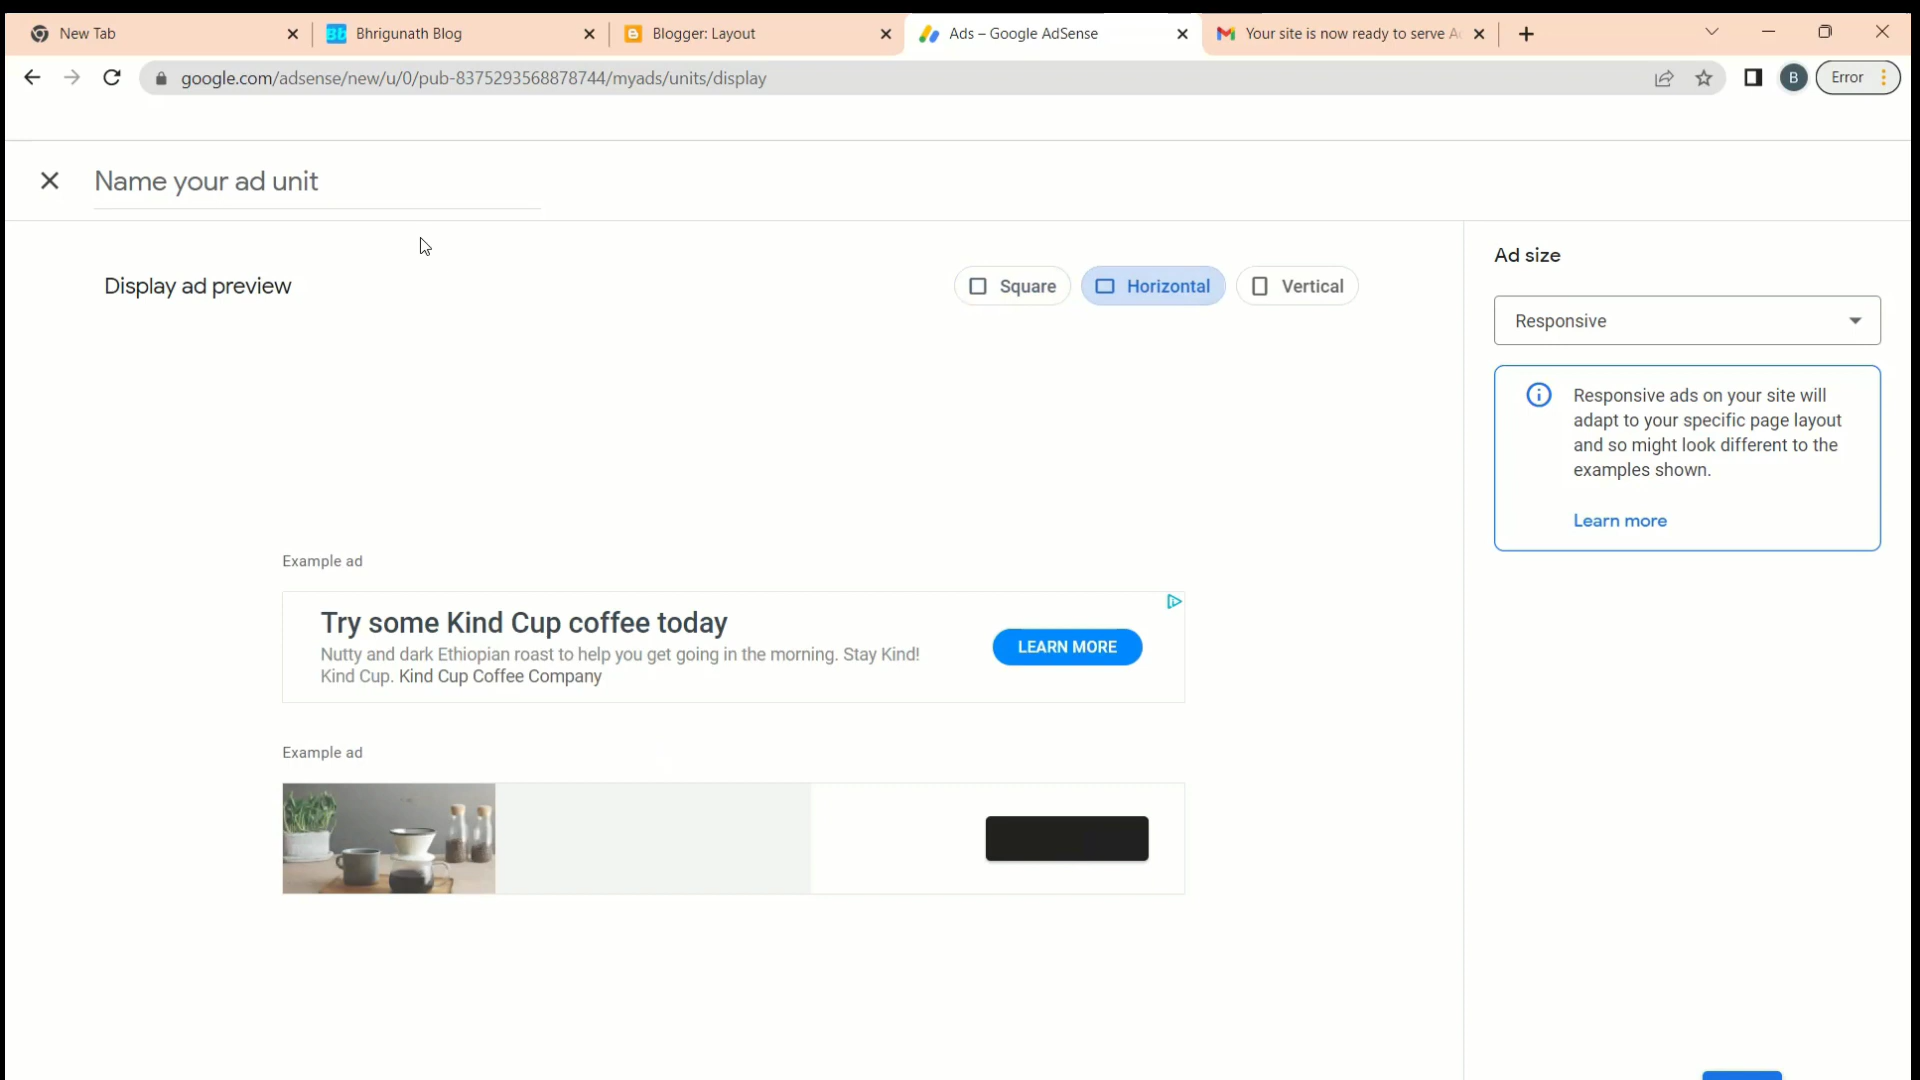 New Tab
Bhrigunath Blog
Blogger: Layout
Ads – Google AdSense
Your site is now ready to serve A
google.com/adsense/new/u/0/pub-8375293568878744/myads/units/display
B
Error
Name your ad unit
Display ad preview
Square
Horizontal
Vertical
Ad size
Responsive
Responsive ads on your site will
adapt to your specific page layout
and so might look different to the
examples shown.
Learn more
Example ad
Try some Kind Cup coffee today
Nutty and dark Ethiopian roast to help you get going in the morning. Stay Kind!
Kind Cup. Kind Cup Coffee Company
LEARN MORE
Example ad